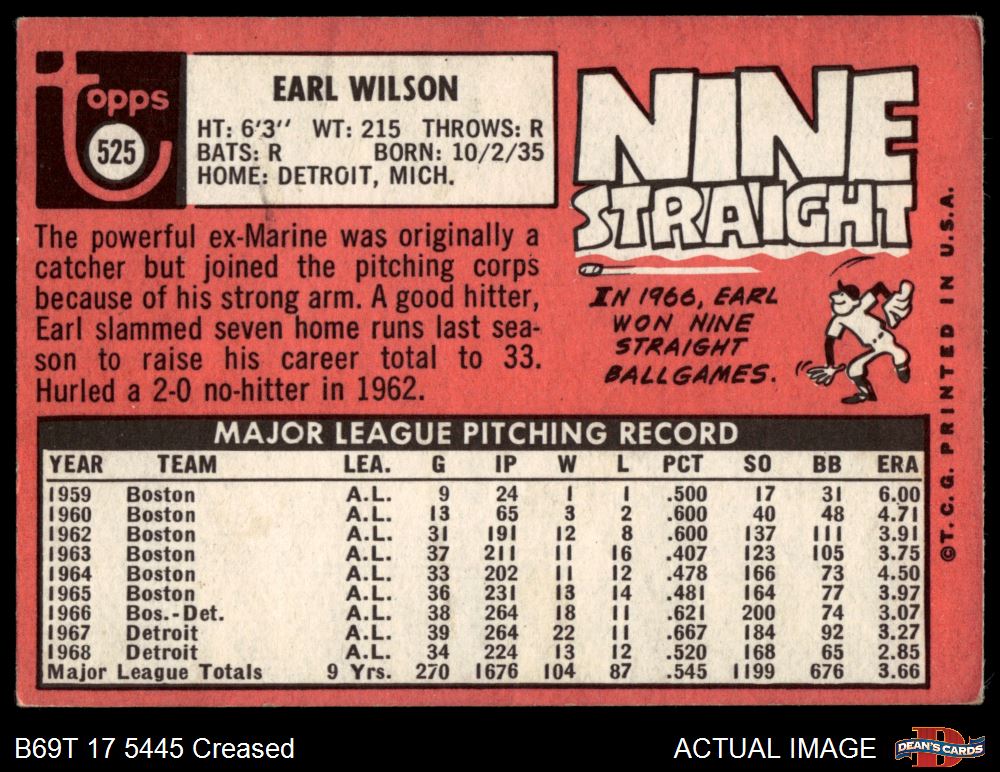 Topps
525
EARL WILSON
HT: 6'3'' WT: 215 THROWS: R
BATS: R BORN: 10/2/35
HOME: DETROIT, MICH.
The powerful ex-Marine was originally a
catcher but joined the pitching corps
because of his strong arm. A good hitter,
Earl slammed seven home runs last sea-
son to raise his career total to 33.
Hurled a 2-0 no-hitter in 1962.
NINE
STRAIGHT
IN 1966, EARL
WON NINE
STRAIGHT
BALLGAMES.
©T.C.G. PRINTED IN U.S.A.
MAJOR LEAGUE PITCHING RECORD
YEAR TEAM LEA. G IP W L PCT SO BB ERA
1959 Boston A.L. 9 24 1 1 .500 17 31 6.00
1960 Boston A.L. 13 65 3 2 .600 40 48 4.71
1962 Boston A.L. 31 191 12 8 .600 137 111 3.91
1963 Boston A.L. 37 211 11 16 .407 123 105 3.75
1964 Boston A.L. 33 202 11 12 .478 166 73 4.50
1965 Boston A.L. 36 231 13 14 .481 164 77 3.97
1966 Bos.-Det. A.L. 38 264 18 11 .621 200 74 3.07
1967 Detroit A.L. 39 264 22 11 .667 184 92 3.27
1968 Detroit A.L. 34 224 13 12 .520 168 65 2.85
Major League Totals 9 Yrs. 270 1676 104 87 .545 1199 676 3.66
B69T 17 5445 Creased
ACTUAL IMAGE
DEAN'S CARDS